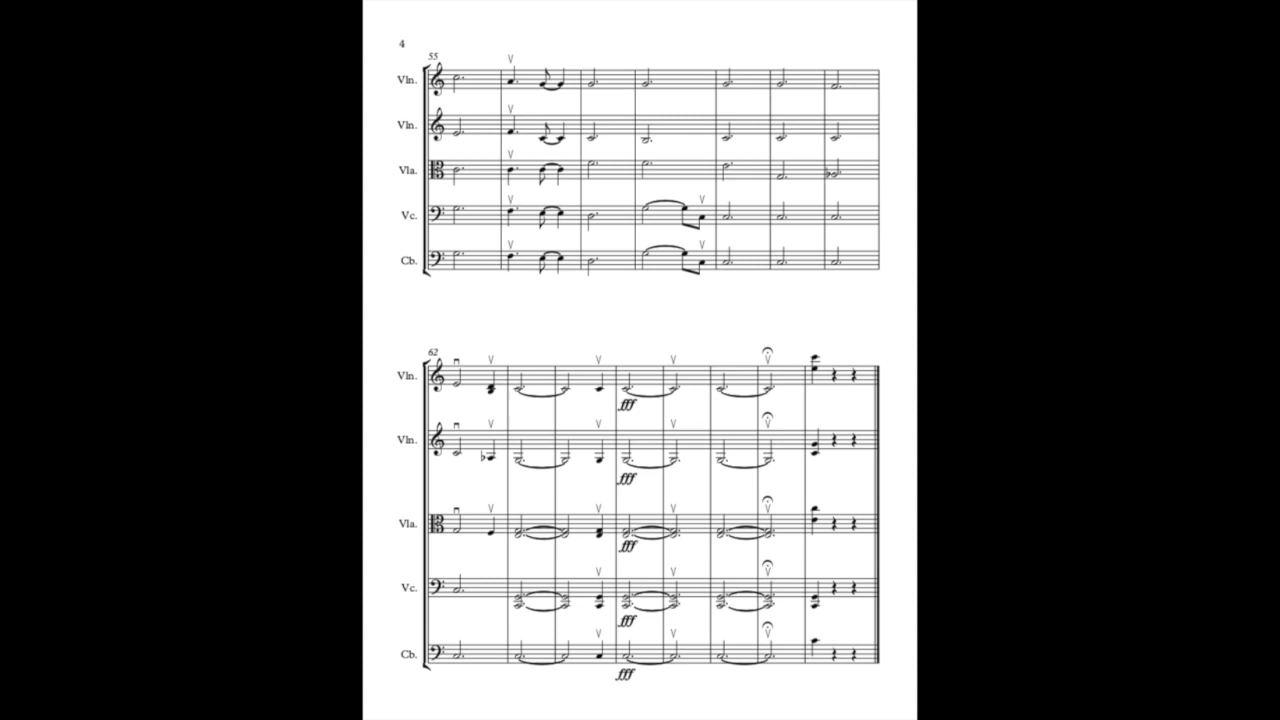 4
55
Vln.
Vln.
Vla.
Vc.
Cb.
62
Vln.
fff
Vln.
fff
Vla.
fff
Vc.
fff
Cb.
fff